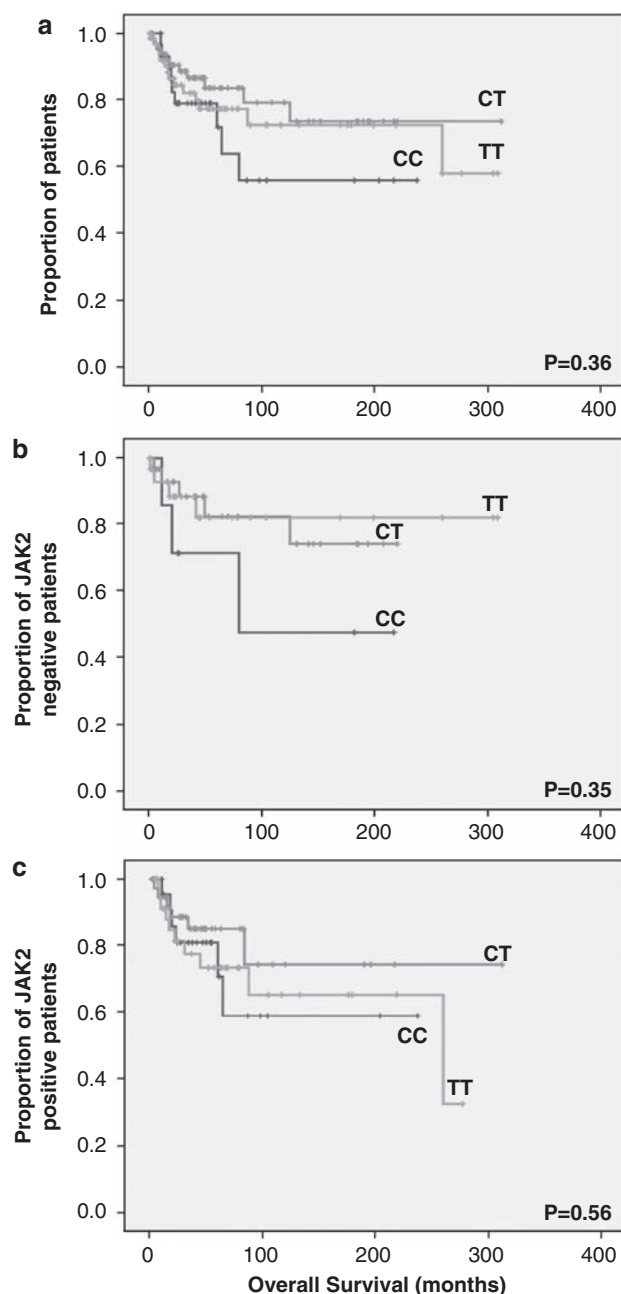 a
Proportion of patients
1.0
0.8
0.6
0.4
0.2
0.0
CT
TT
CC
P=0.36
0 100 200 300 400
b
Proportion of JAK2
negative patients
1.0
0.8
0.6
0.4
0.2
0.0
TT
CT
CC
P=0.35
0 100 200 300 400
c
Proportion of JAK2
positive patients
1.0
0.8
0.6
0.4
0.2
0.0
CT
CC
TT
P=0.56
0 100 200 300 400
Overall Survival (months)